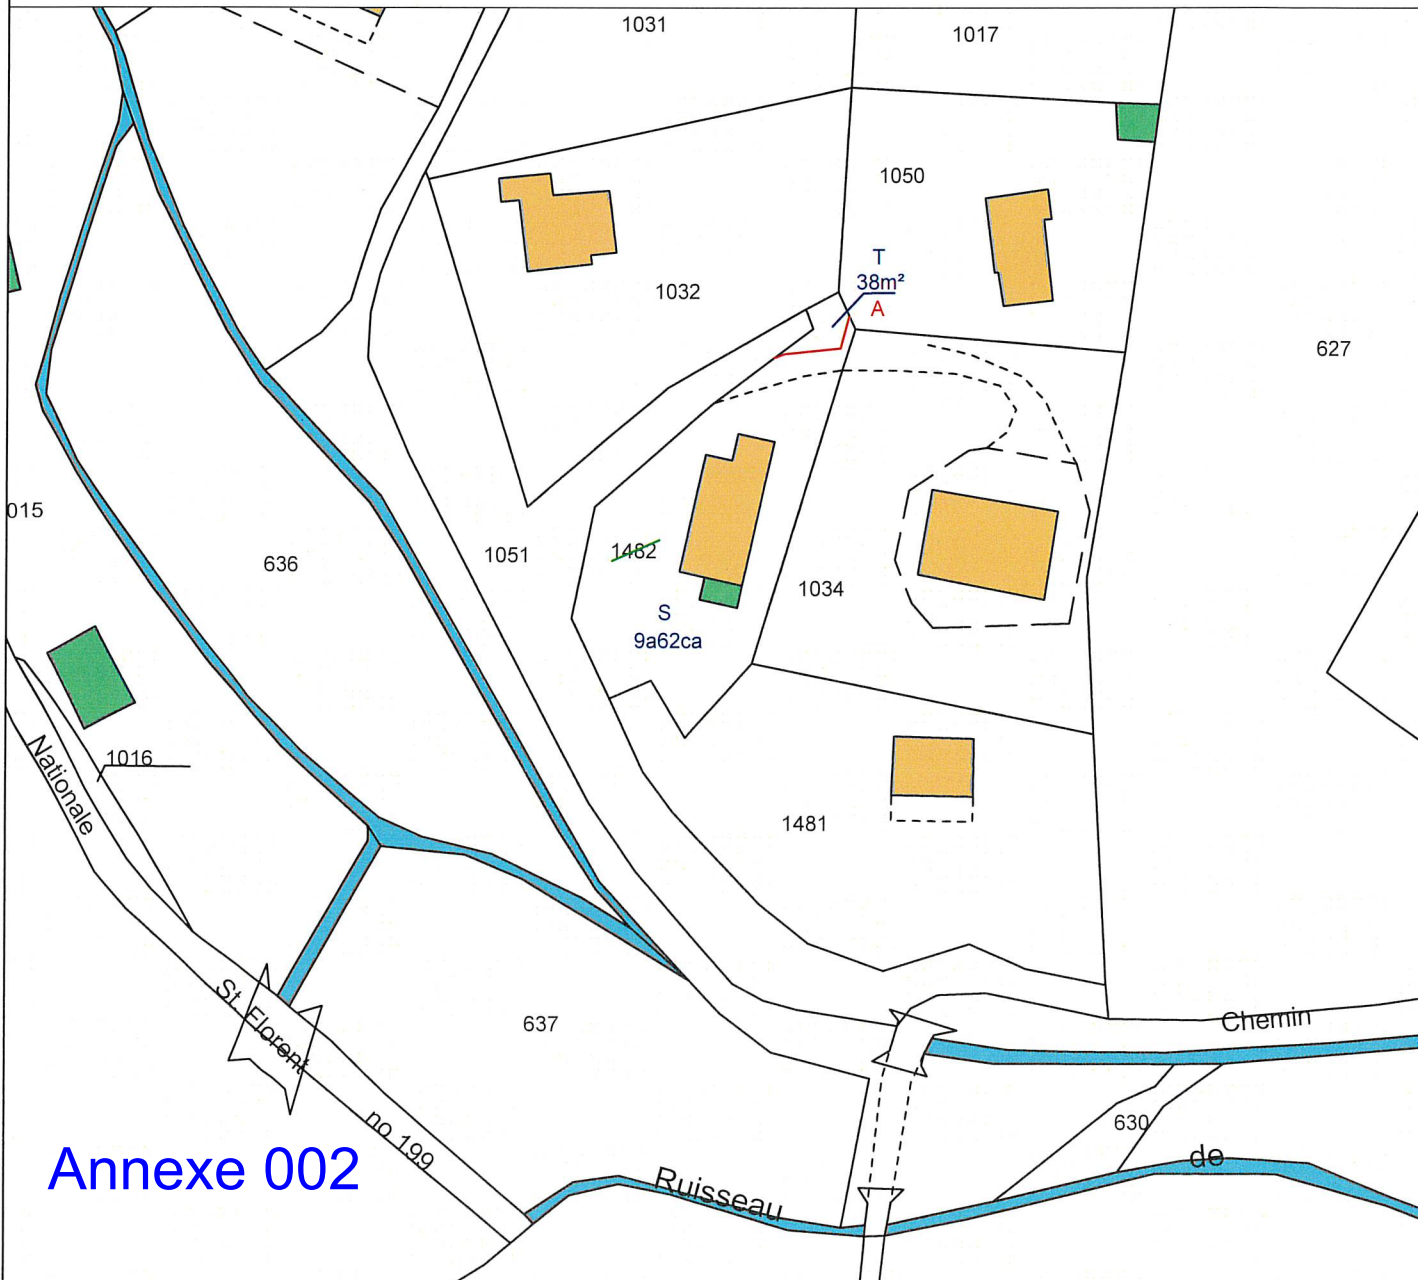 1031
1017
1050
T
38m²
A
1032
627
015
636
1051
1482
1034
S
9a62ca
1016
Nationale
1481
St. Florent
637
Chemin
no 199
630
de
Ruisseau
Annexe 002